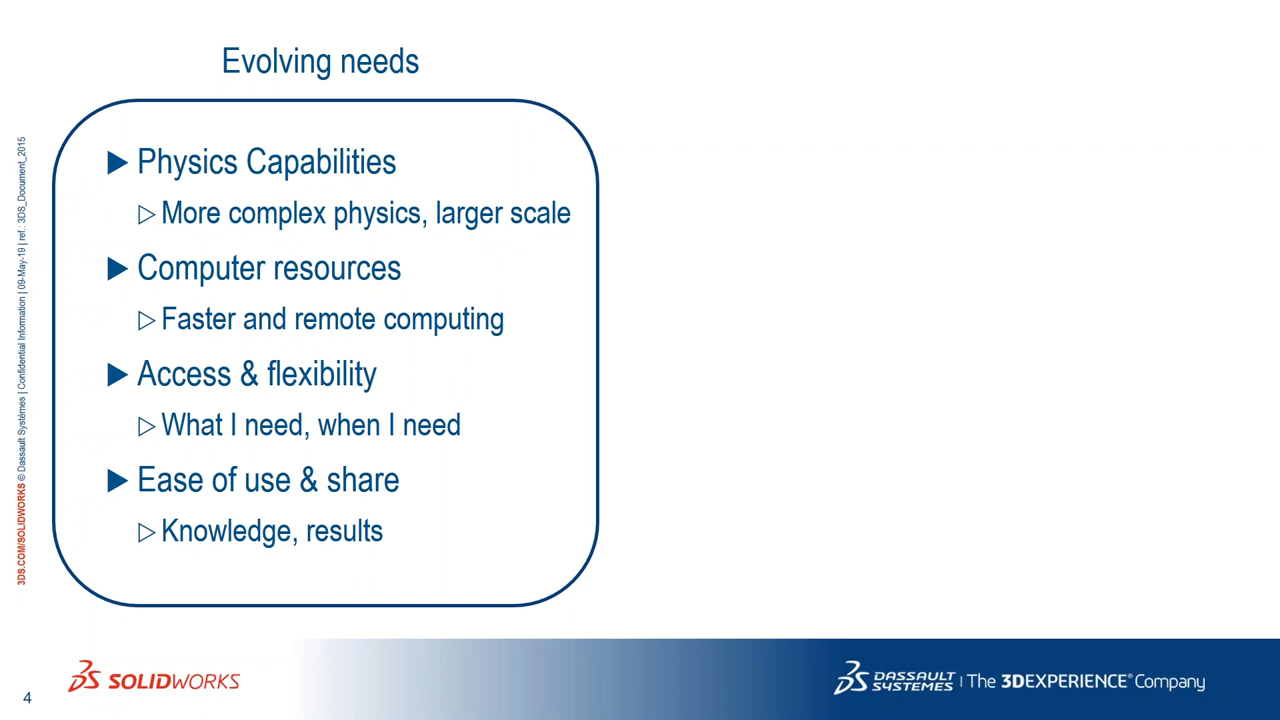 Evolving needs
Physics Capabilities
More complex physics, larger scale
Computer resources
Faster and remote computing
Access & flexibility
What I need, when I need
Ease of use & share
Knowledge, results
3DS.COM/SOLIDWORKS © Dassault Systèmes | Confidential Information | 09-May-19 | ref.: 3DS_Document_2015
4
SOLIDWORKS
DASSAULT SYSTEMES | The 3DEXPERIENCE® Company